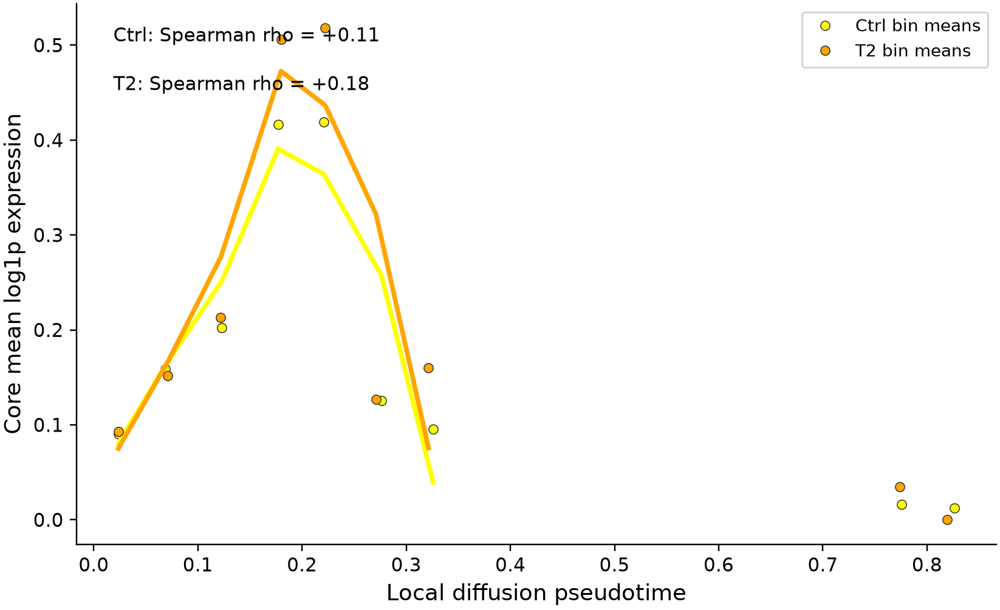 Ctrl: Spearman rho = +0.11
T2: Spearman rho = +0.18
Ctrl bin means
T2 bin means
0.5
0.4
0.3
0.2
0.1
0.0
Core mean log1p expression
0.0 0.1 0.2 0.3 0.4 0.5 0.6 0.7 0.8
Local diffusion pseudotime